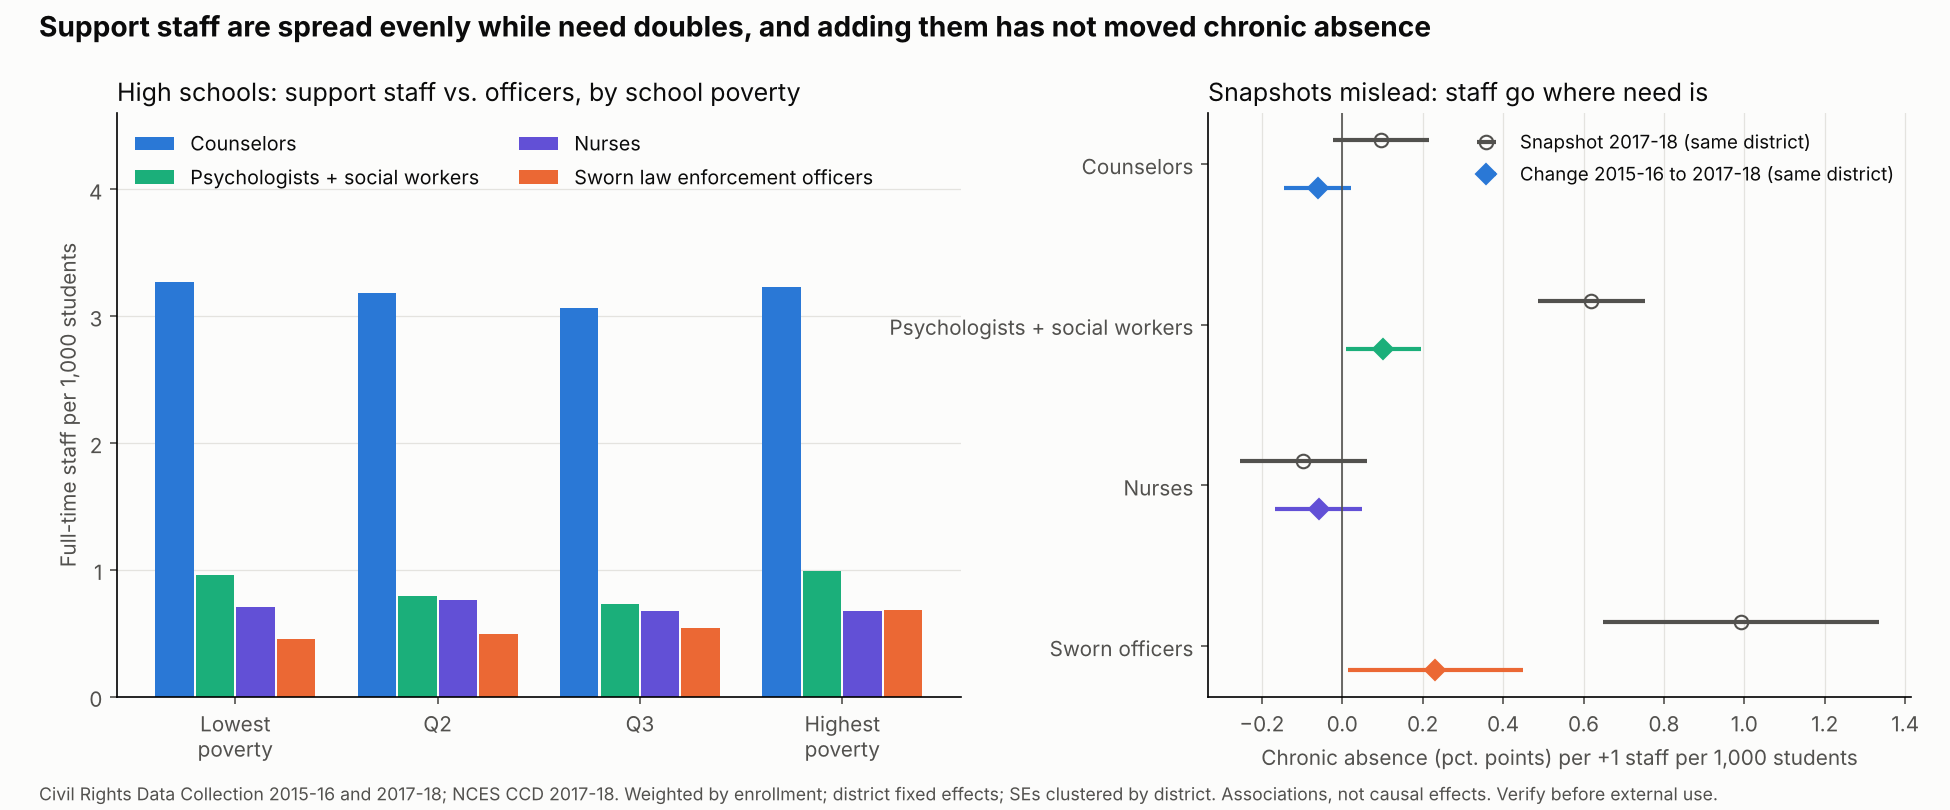 Support staff are spread evenly while need doubles, and adding them has not moved chronic absence
High schools: support staff vs. officers, by school poverty
Counselors
Psychologists + social workers
Nurses
Sworn law enforcement officers
Full-time staff per 1,000 students
4
3
2
1
0
Lowest
poverty
Q2
Q3
Highest
poverty
Snapshots mislead: staff go where need is
Snapshot 2017-18 (same district)
Change 2015-16 to 2017-18 (same district)
Counselors
Psychologists + social workers
Nurses
Sworn officers
−0.2
0.0
0.2
0.4
0.6
0.8
1.0
1.2
1.4
Chronic absence (pct. points) per +1 staff per 1,000 students
Civil Rights Data Collection 2015-16 and 2017-18; NCES CCD 2017-18. Weighted by enrollment; district fixed effects; SEs clustered by district. Associations, not causal effects. Verify before external use.